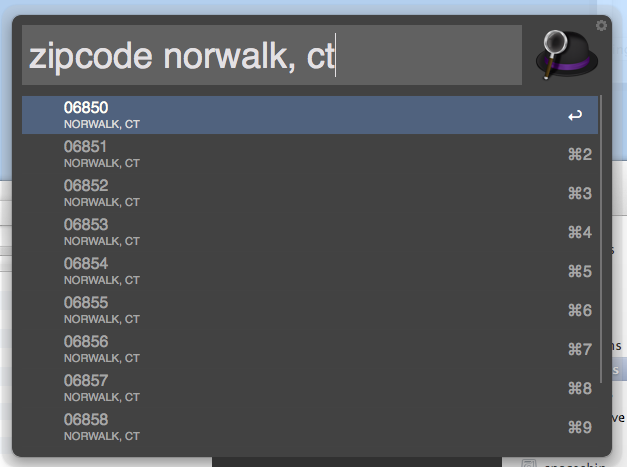 zipcode norwalk, ct
06850
NORWALK, CT
06851
NORWALK, CT
⌘2
06852
NORWALK, CT
⌘3
06853
NORWALK, CT
⌘4
06854
NORWALK, CT
⌘5
06855
NORWALK, CT
⌘6
06856
NORWALK, CT
⌘7
06857
NORWALK, CT
⌘8
06858
NORWALK, CT
⌘9